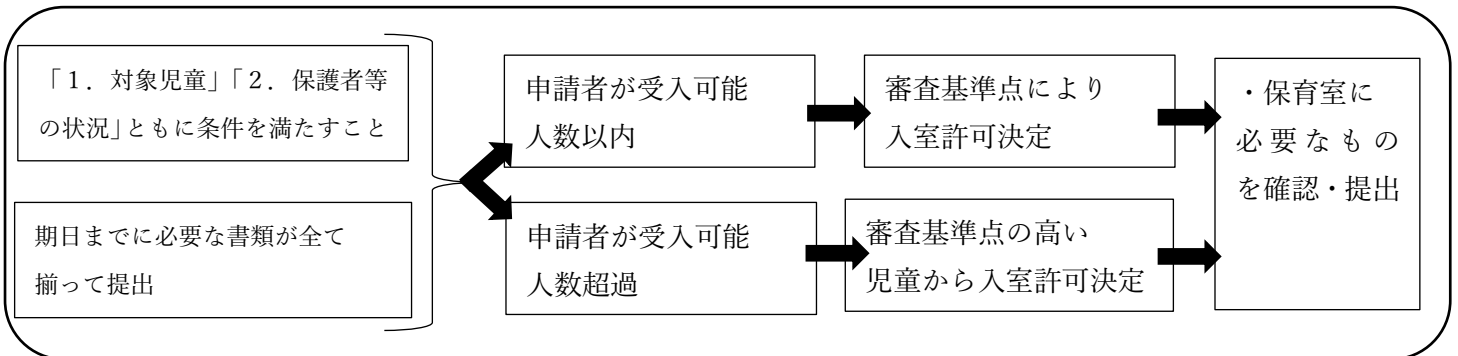 「１．対象児童」「２．保護者等
の状況」ともに条件を満たすこと
期日までに必要な書類が全て
揃って提出
申請者が受入可能
人数以内
審査基準点により
入室許可決定
申請者が受入可能
人数超過
審査基準点の高い
児童から入室許可決定
・保育室に
必要なもの
を確認・提出